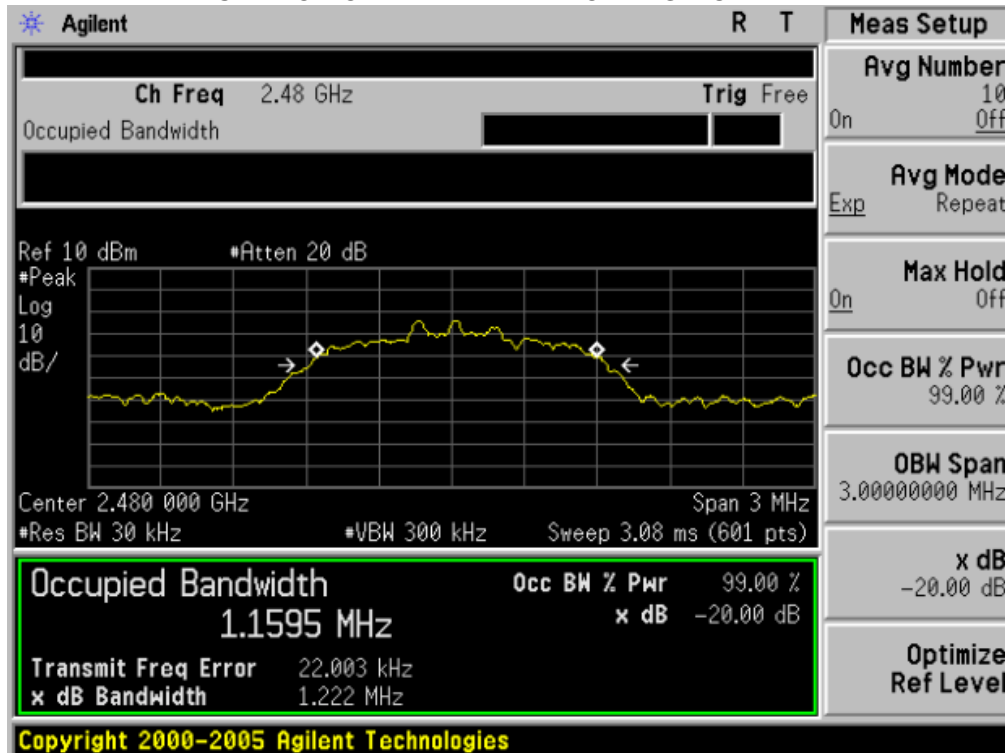 Agilent R T Meas Setup
Ch Freq 2.48 GHz Trig Free
Occupied Bandwidth
Ref 10 dBm #Atten 20 dB
#Peak
Log
10
dB/
Center 2.480 000 GHz Span 3 MHz
#Res BW 30 kHz #VBW 300 kHz Sweep 3.08 ms (601 pts)
Occupied Bandwidth Occ BW % Pwr 99.00 %
1.1595 MHz x dB -20.00 dB
Transmit Freq Error 22.003 kHz
x dB Bandwidth 1.222 MHz
Avg Number
10
On Off
Avg Mode
Exp Repeat
Max Hold
On Off
Occ BW % Pwr
99.00 %
OBW Span
3.00000000 MHz
x dB
-20.00 dB
Optimize
Ref Level
Copyright 2000-2005 Agilent Technologies